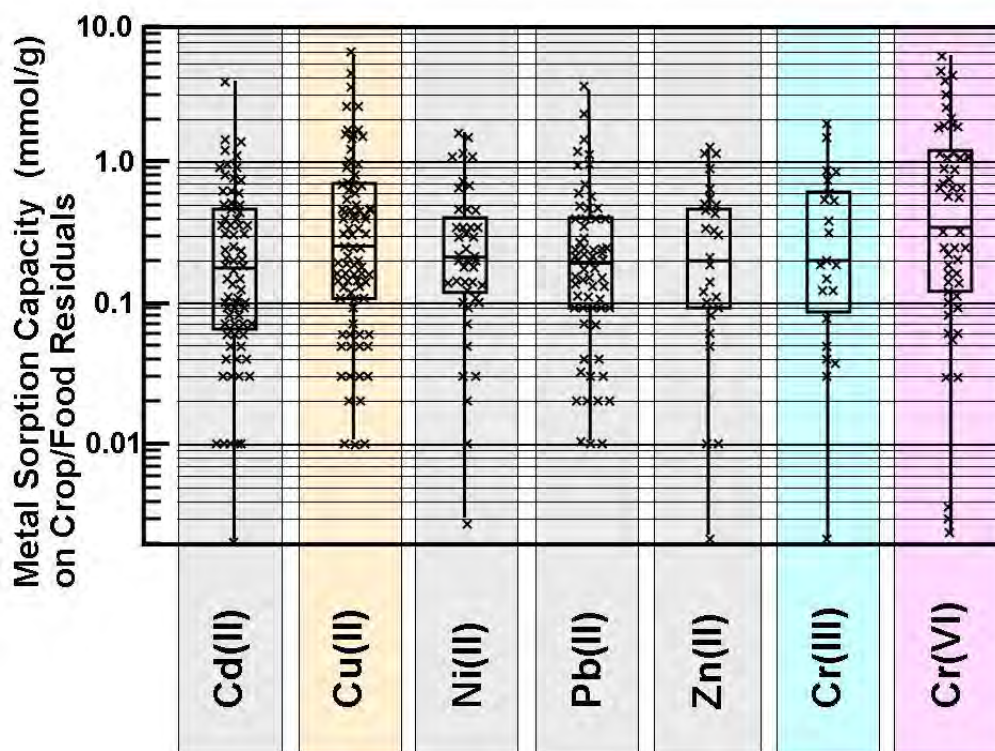 10.0
1.0
0.1
0.01
Metal Sorption Capacity (mmol/g)
on Crop/Food Residuals
Cd(II)
Cu(II)
Ni(II)
Pb(II)
Zn(II)
Cr(III)
Cr(VI)